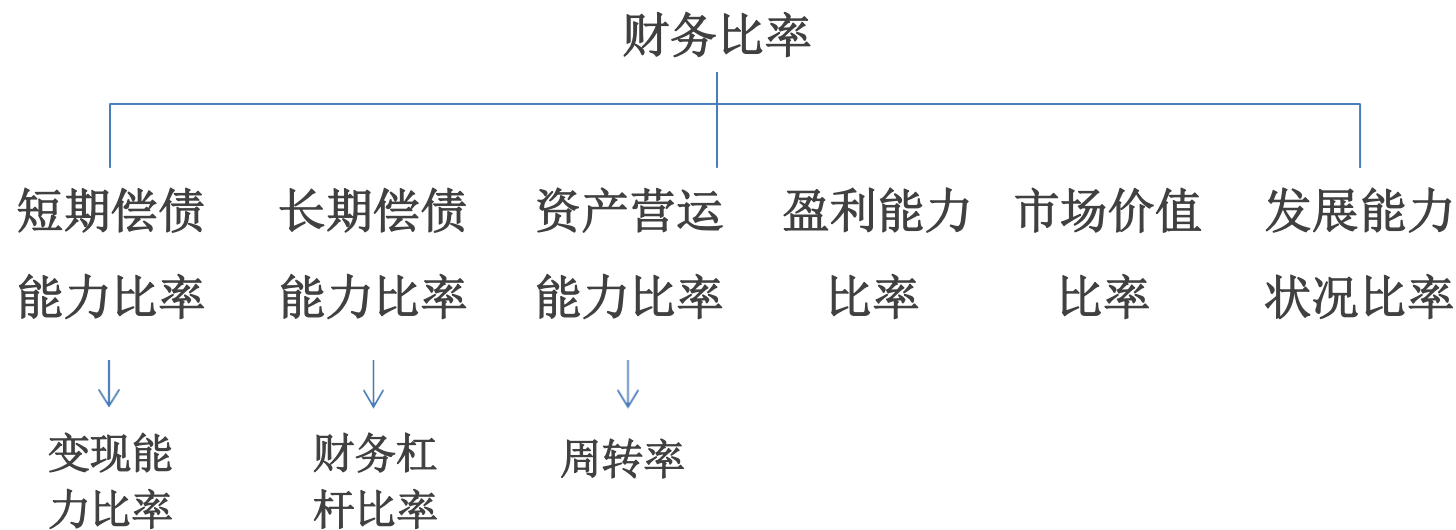 财务比率
短期偿债
能力比率
长期偿债
能力比率
资产营运
能力比率
盈利能力
比率
市场价值
比率
发展能力
状况比率
变现能
力比率
财务杠
杆比率
周转率